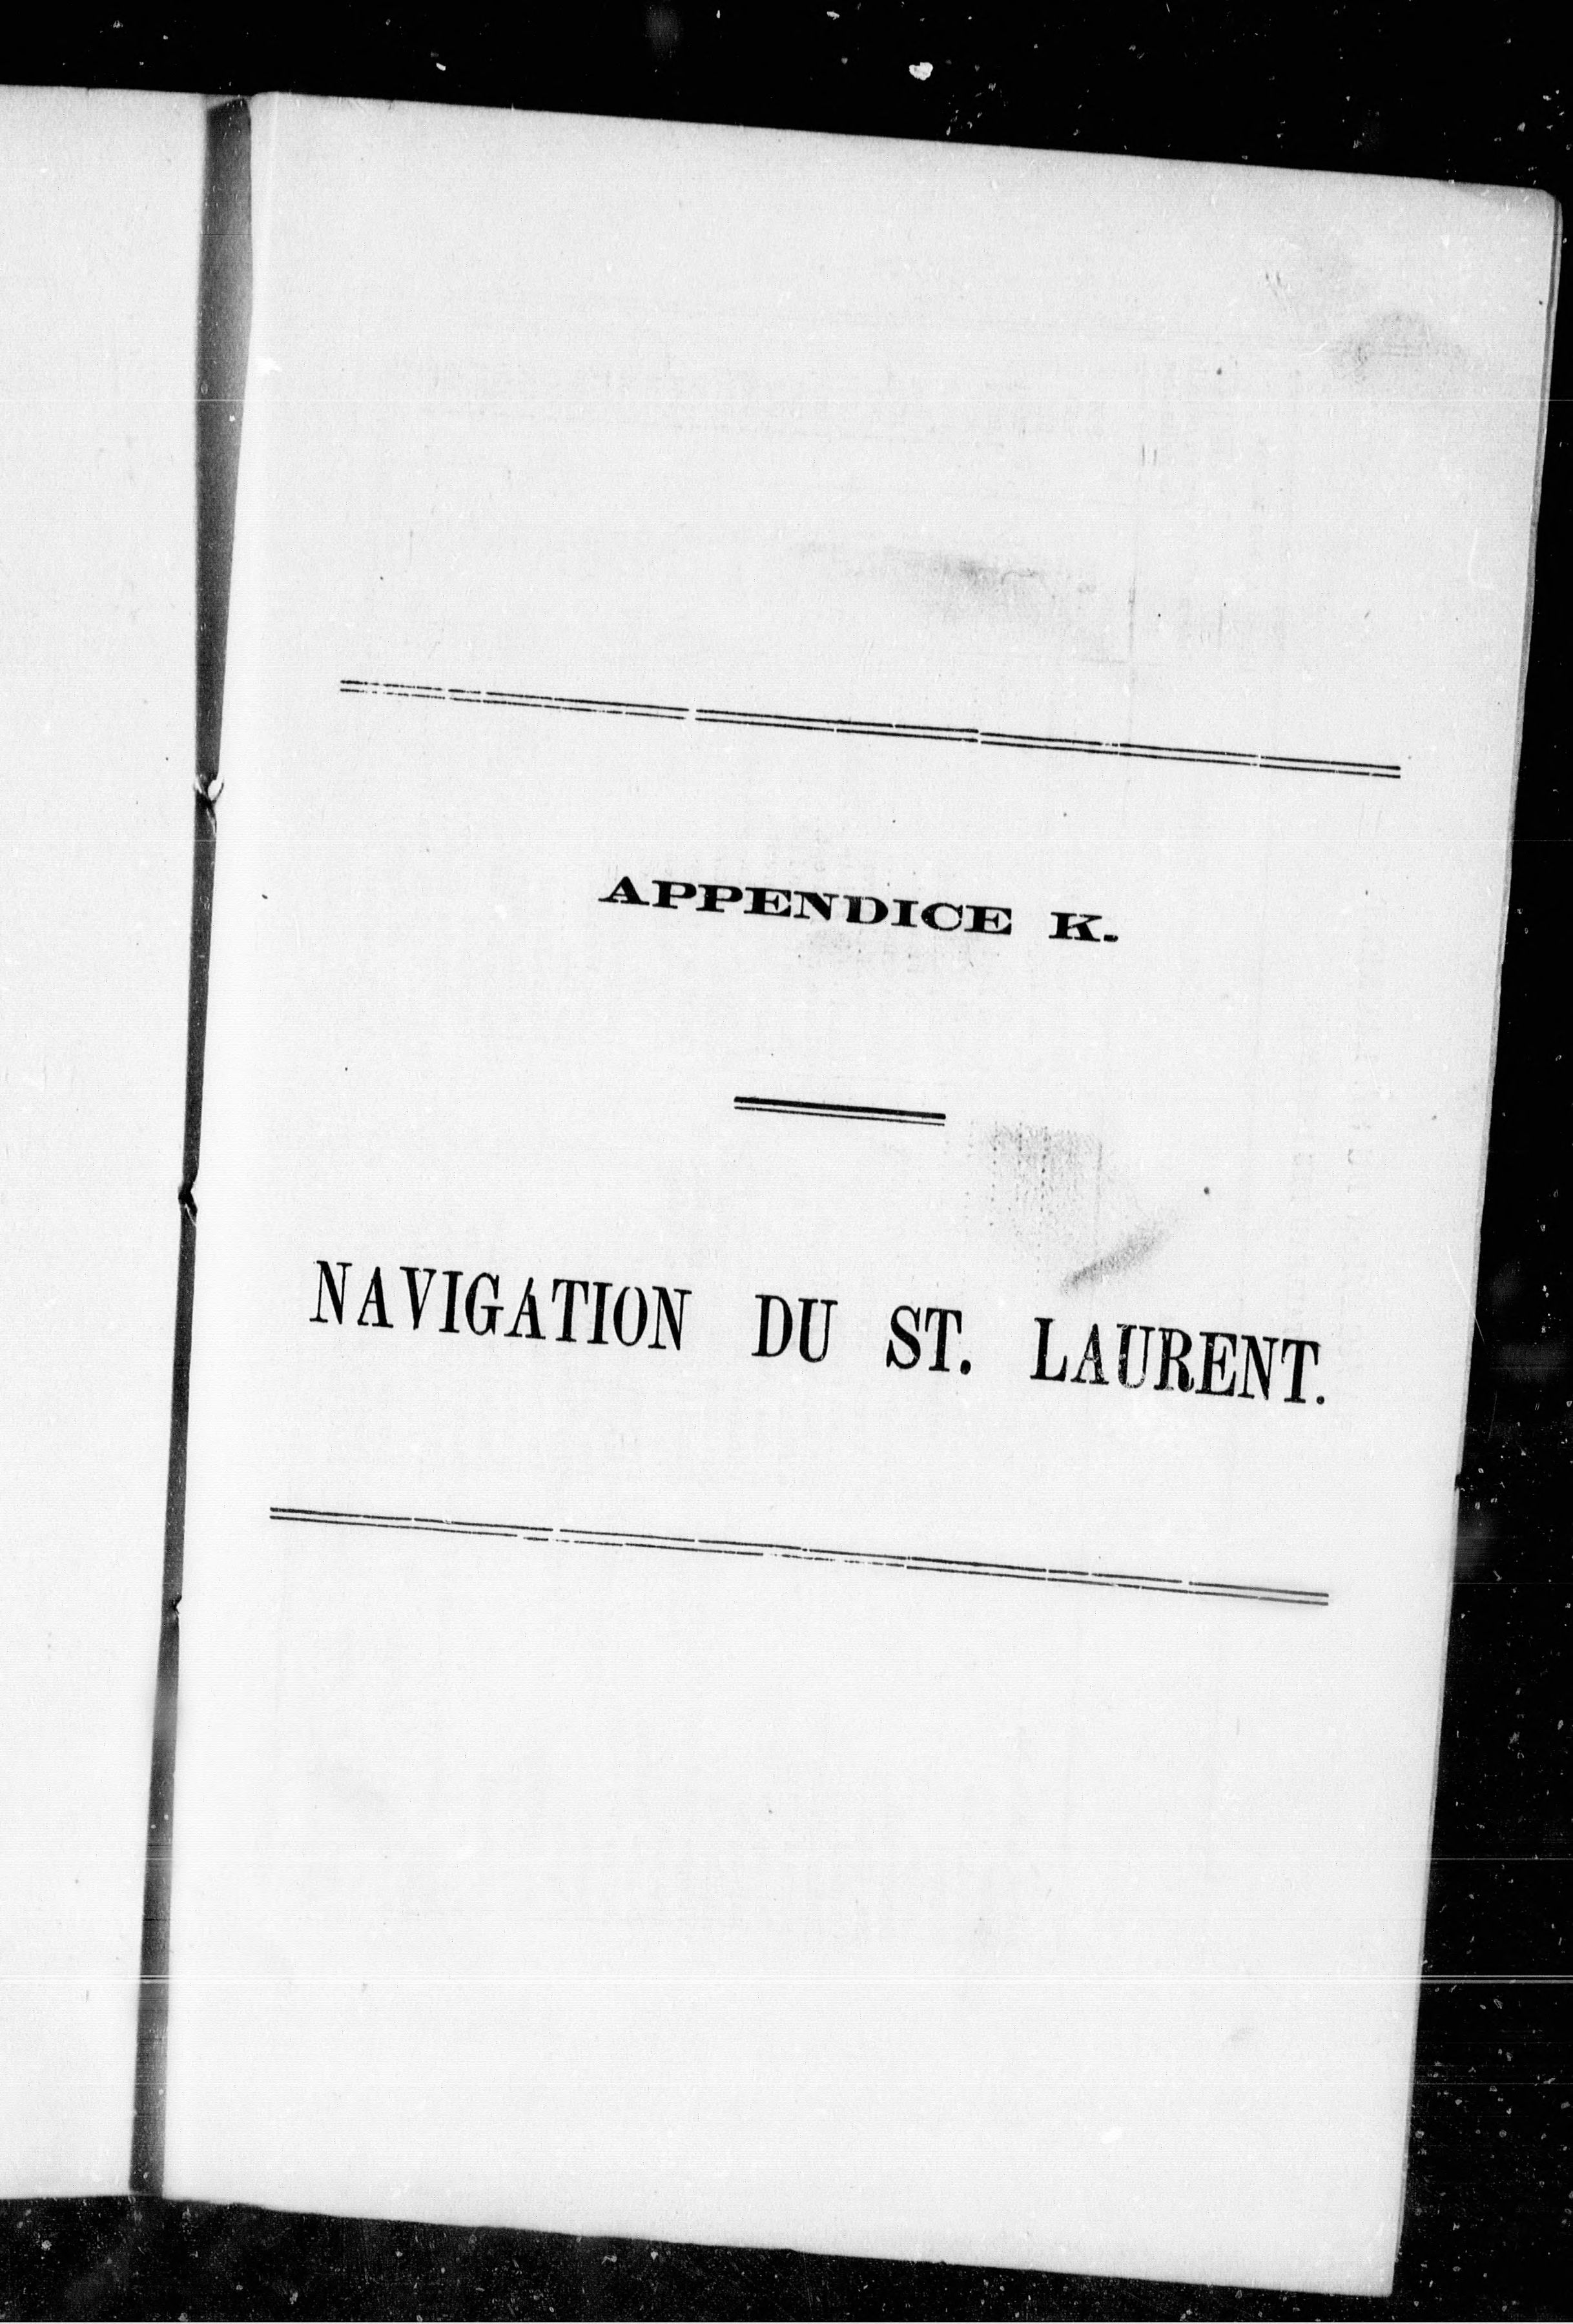 APPENDICE K.
NAVIGATION DU ST. LAURENT.